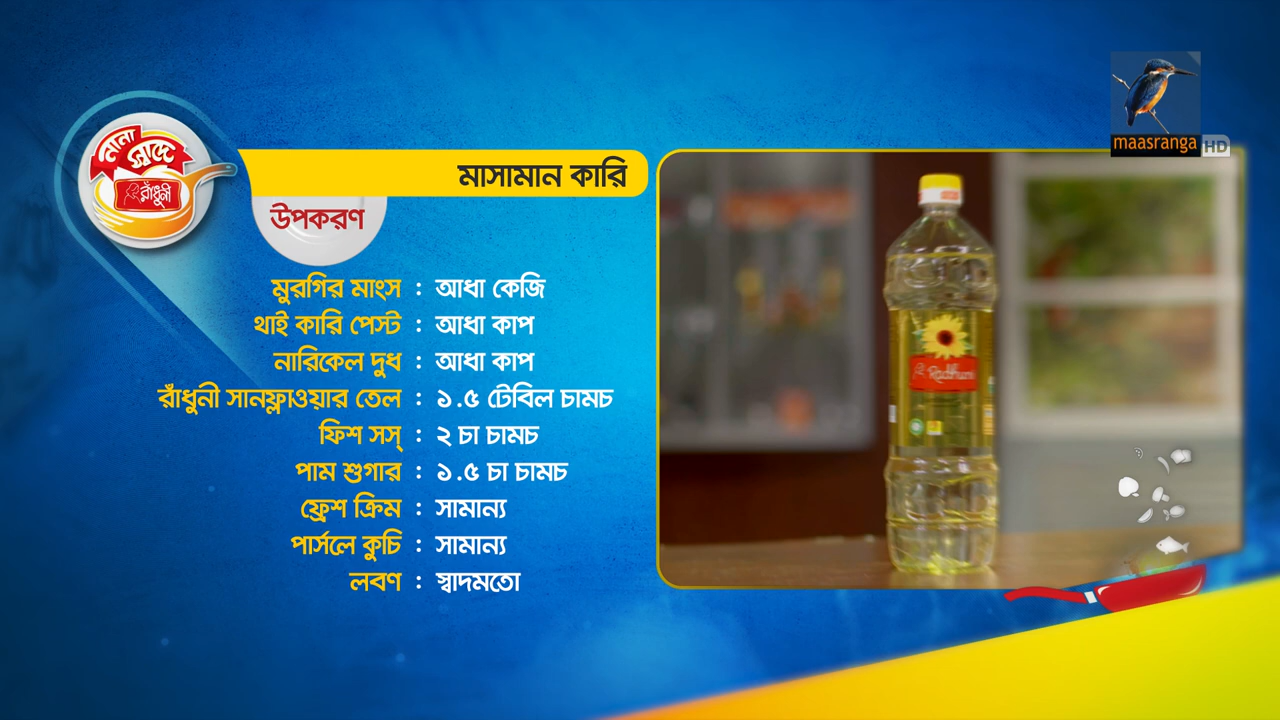 maasranga HD
নানা
স্বাদে
রাঁধুনী
মাসামান কারি
উপকরণ
মুরগির মাংস : আধা কেজি
থাই কারি পেস্ট : আধা কাপ
নারিকেল দুধ : আধা কাপ
রাঁধুনী সানফ্লাওয়ার তেল : ১.৫ টেবিল চামচ
ফিশ সস্ : ২ চা চামচ
পাম শুগার : ১.৫ চা চামচ
ফ্রেশ ক্রিম : সামান্য
পার্সলে কুচি : সামান্য
লবণ : স্বাদমতো
Radhuni